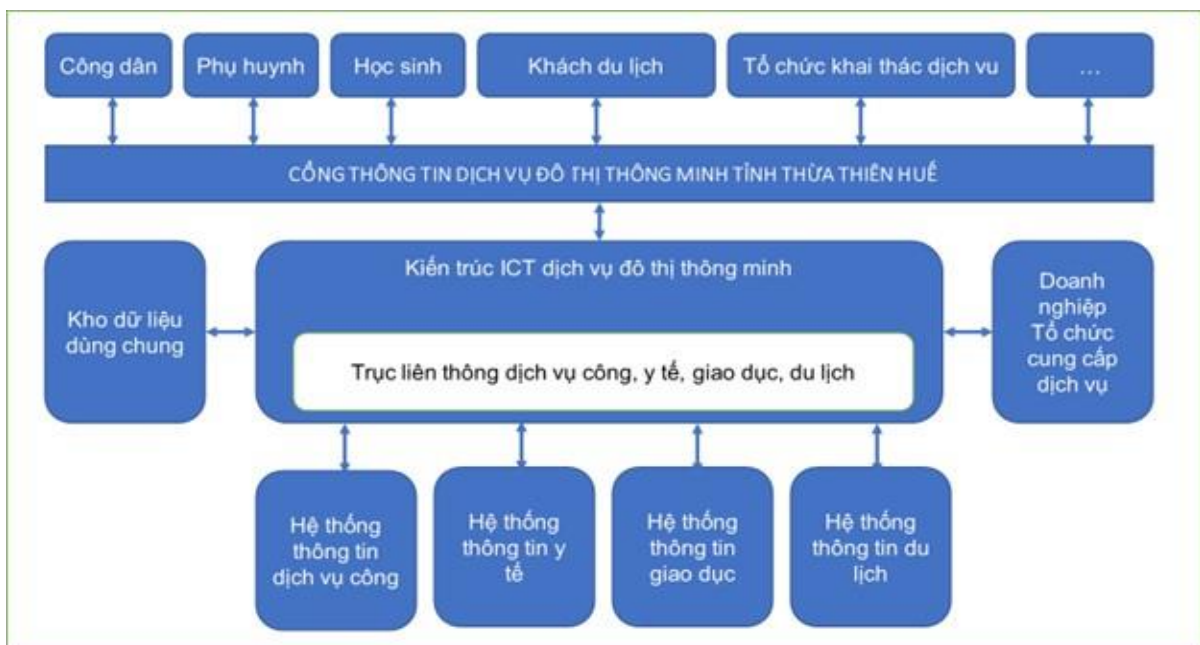 Công dân
Phụ huynh
Học sinh
Khách du lịch
Tổ chức khai thác dịch vu
...
CỔNG THÔNG TIN DỊCH VỤ ĐÔ THỊ THÔNG MINH TỈNH THỪA THIÊN HUẾ
Kho dữ liệu
dùng chung
Kiến trúc ICT dịch vụ đô thị thông minh
Trục liên thông dịch vụ công, y tế, giáo dục, du lịch
Doanh
nghiệp
Tổ chức
cung cấp
dịch vụ
Hệ thống
thông tin
dịch vụ công
Hệ thống
thông tin y
tế
Hệ thống
thông tin
giao dục
Hệ thống
thông tin du
lịch